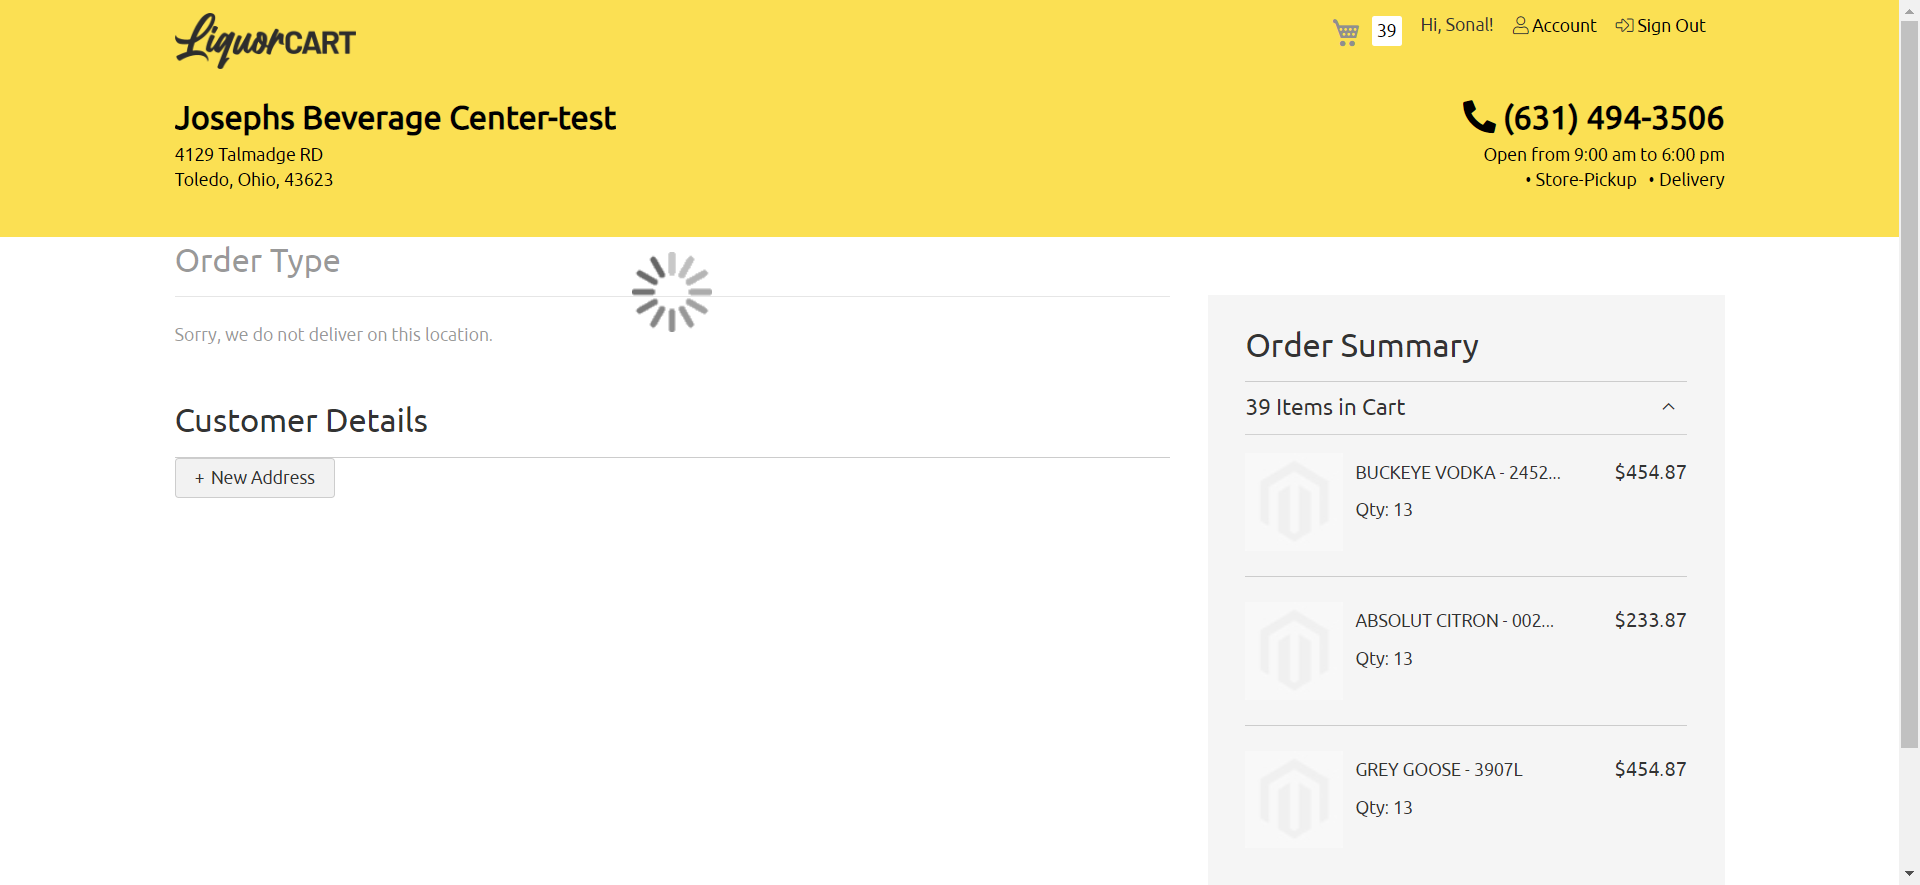 LiquorCART
39
Hi, Sonal!
Account
Sign Out
Josephs Beverage Center-test
4129 Talmadge RD
Toledo, Ohio, 43623
(631) 494-3506
Open from 9:00 am to 6:00 pm
• Store-Pickup • Delivery
Order Type
Sorry, we do not deliver on this location.
Customer Details
+ New Address
Order Summary
39 Items in Cart
BUCKEYE VODKA - 2452...
$454.87
Qty: 13
ABSOLUT CITRON - 002...
$233.87
Qty: 13
GREY GOOSE - 3907L
$454.87
Qty: 13